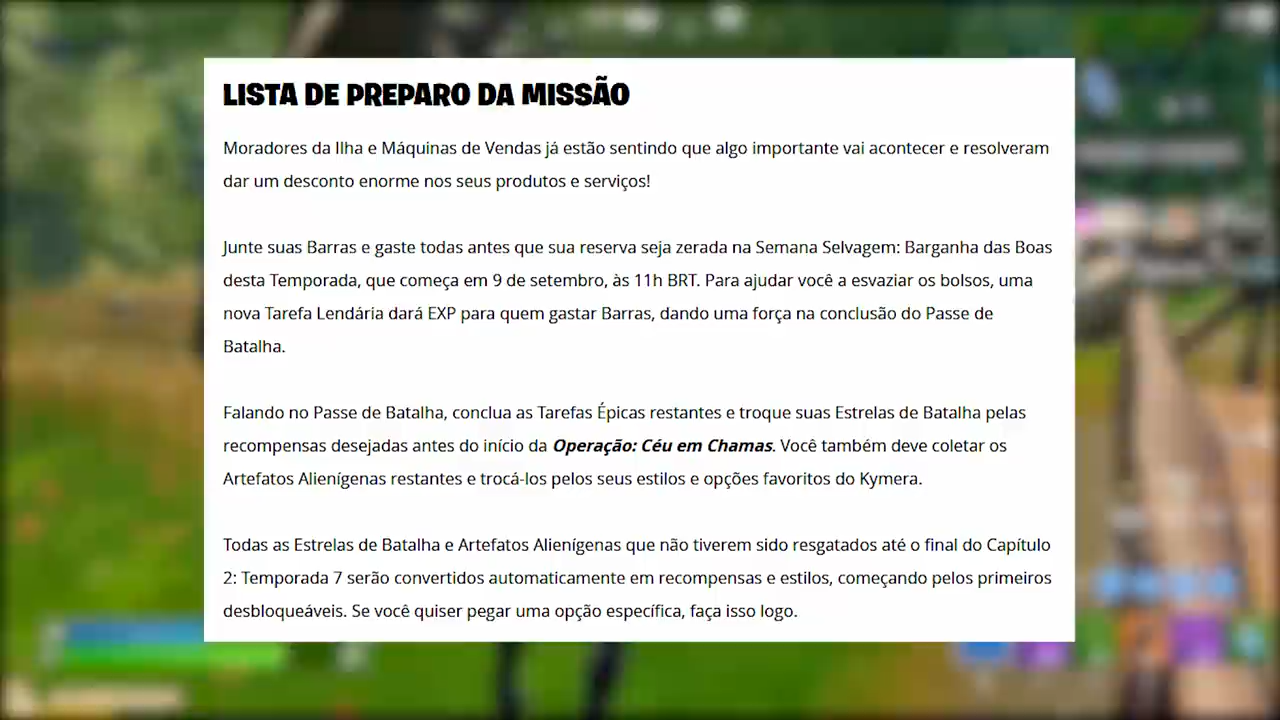 LISTA DE PREPARO DA MISSÃO
Moradores da Ilha e Máquinas de Vendas já estão sentindo que algo importante vai acontecer e resolveram
dar um desconto enorme nos seus produtos e serviços!
Junte suas Barras e gaste todas antes que sua reserva seja zerada na Semana Selvagem: Barganha das Boas
desta Temporada, que começa em 9 de setembro, às 11h BRT. Para ajudar você a esvaziar os bolsos, uma
nova Tarefa Lendária dará EXP para quem gastar Barras, dando uma força na conclusão do Passe de
Batalha.
Falando no Passe de Batalha, conclua as Tarefas Épicas restantes e troque suas Estrelas de Batalha pelas
recompensas desejadas antes do início da Operação: Céu em Chamas. Você também deve coletar os
Artefatos Alienígenas restantes e trocá-los pelos seus estilos e opções favoritos do Kymera.
Todas as Estrelas de Batalha e Artefatos Alienígenas que não tiverem sido resgatados até o final do Capítulo
2: Temporada 7 serão convertidos automaticamente em recompensas e estilos, começando pelos primeiros
desbloqueáveis. Se você quiser pegar uma opção específica, faça isso logo.